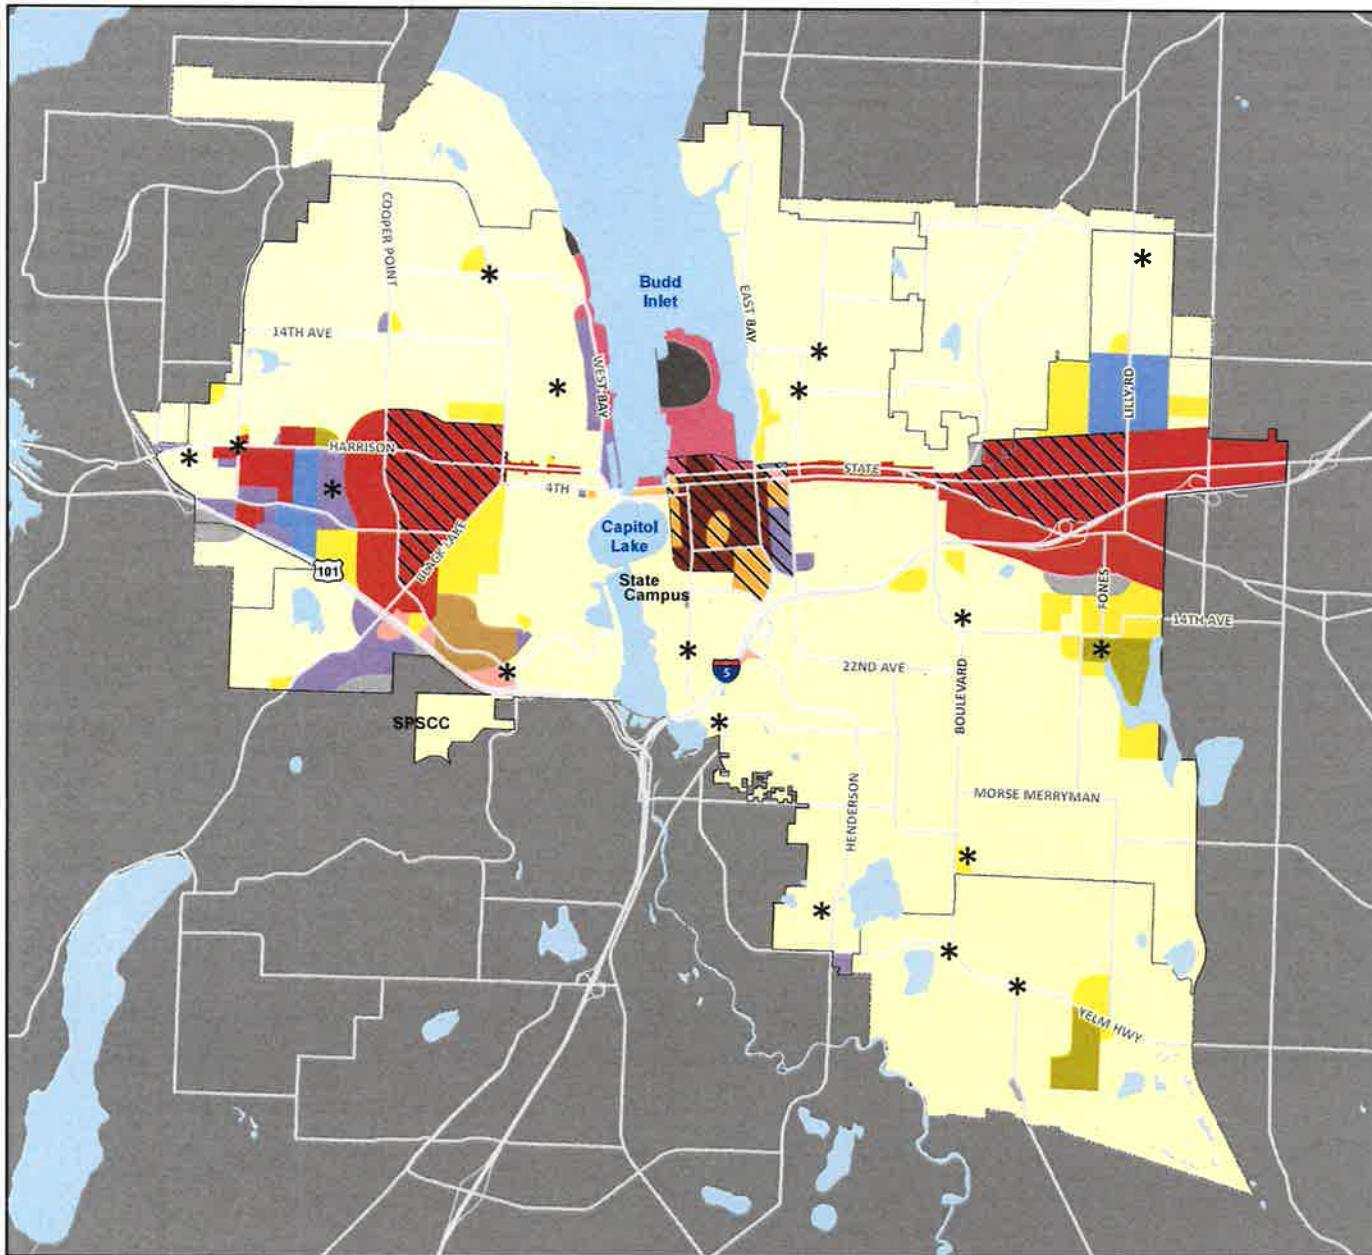 COOPER POINT
14TH AVE
Budd
Inlet
EAST BAY
WEST BAY
LILLY RD
HARRISON
STATE
4TH
Capitol
Lake
BLACK LAKE
101
State
Campus
FONES
14TH AVE
5
22ND AVE
BOULEVARD
SPSCC
HENDERSON
MORSE MERRYMAN
YELM HWY